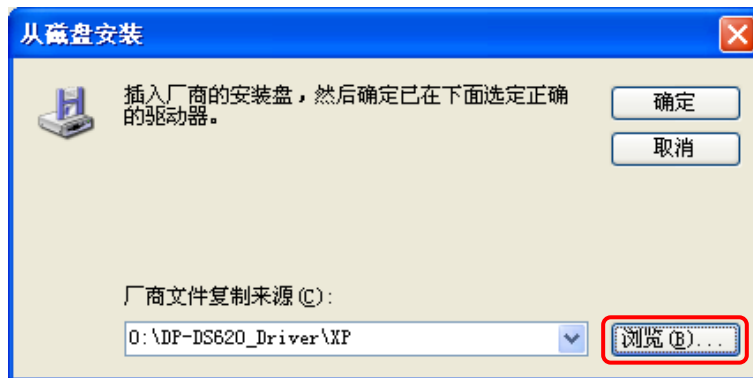 从磁盘安装
插入厂商的安装盘，然后确定已在下面选定正确
的驱动器。
确定
取消
厂商文件复制来源(C):
O:\DP-DS620_Driver\XP
浏览(B)...